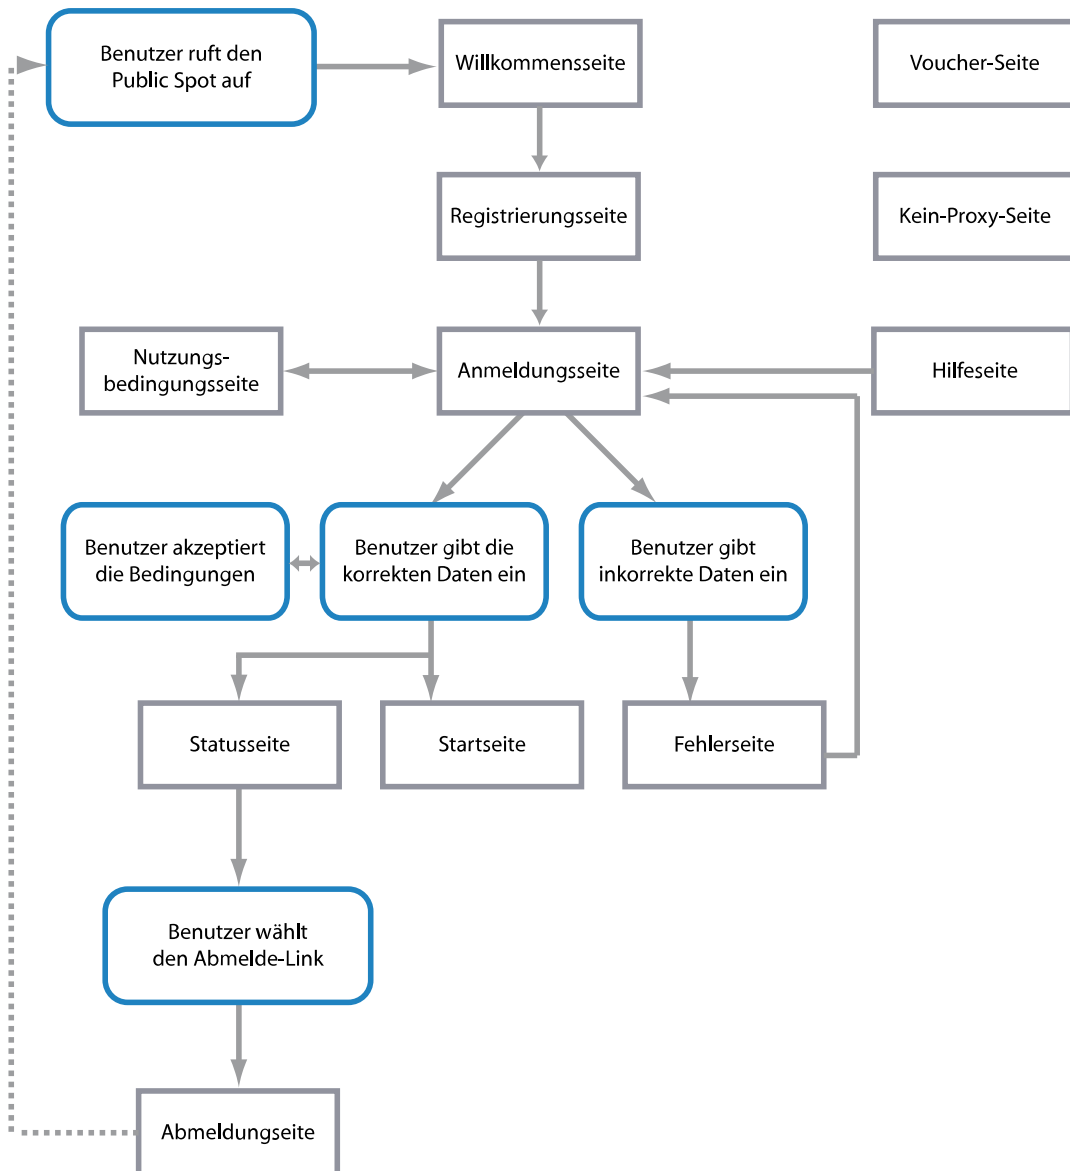 Benutzer ruft den
Public Spot auf
Willkommensseite
Voucher-Seite
Registrierungsseite
Kein-Proxy-Seite
Nutzungs-
bedingungsseite
Anmeldungsseite
Hilfeseite
Benutzer akzeptiert
die Bedingungen
Benutzer gibt die
korrekten Daten ein
Benutzer gibt
inkorrekte Daten ein
Statusseite
Startseite
Fehlerseite
Benutzer wählt
den Abmelde-Link
Abmeldungseite